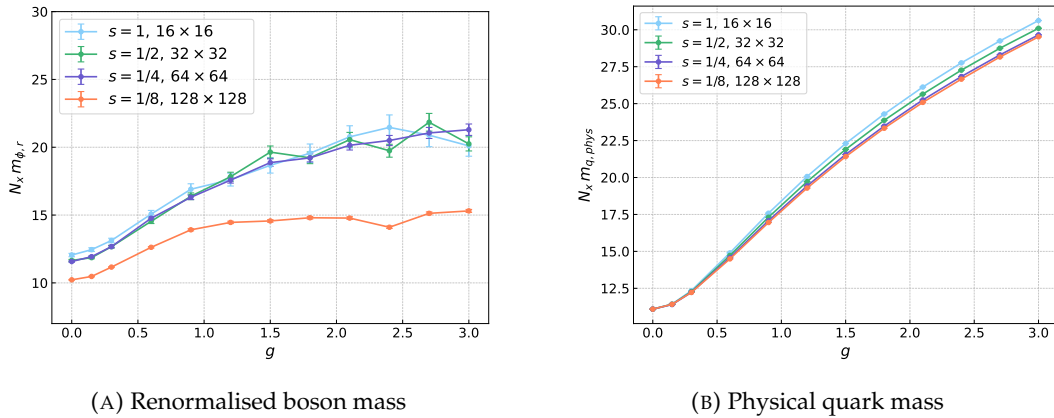 30
25
20
15
10
0.0 0.5 1.0 1.5 2.0 2.5 3.0
g
N_x m_{ϕ,r}
s = 1, 16 × 16
s = 1/2, 32 × 32
s = 1/4, 64 × 64
s = 1/8, 128 × 128
(A) Renormalised boson mass
30.0
27.5
25.0
22.5
20.0
17.5
15.0
12.5
0.0 0.5 1.0 1.5 2.0 2.5 3.0
g
N_x m_{q,phys}
s = 1, 16 × 16
s = 1/2, 32 × 32
s = 1/4, 64 × 64
s = 1/8, 128 × 128
(B) Physical quark mass